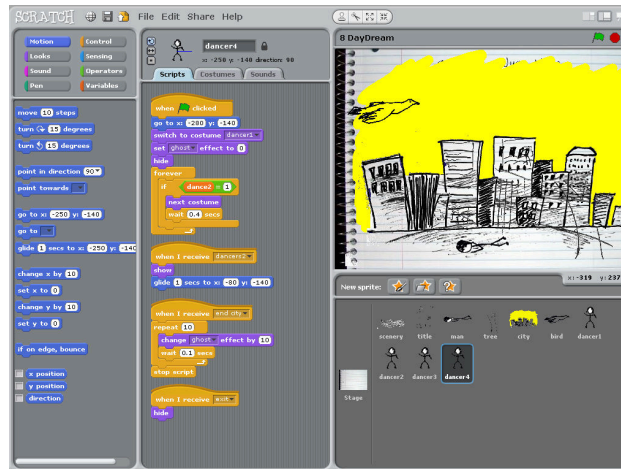 SCRATCH File Edit Share Help
Motion Control
Looks Sensing
Sound Operators
Pen Variables
move 10 steps
turn 15 degrees
turn 15 degrees
point in direction 90
point towards
go to x: -250 y: -140
go to
glide 1 secs to x: -250 y: -140
change x by 10
set x to 0
change y by 10
set y to 0
if on edge, bounce
x position
y position
direction
dancer4
x: -250 y: -140 direction: 90
Scripts Costumes Sounds
when clicked
go to x: -280 y: -140
switch to costume dancer1
set ghost effect to 0
hide
forever
if dance2 = 1
next costume
wait 0.4 secs
when I receive dancers2
show
glide 1 secs to x: -80 y: -140
when I receive end city
repeat 10
change ghost effect by 10
wait 0.1 secs
stop script
when I receive exit
hide
8 DayDream
x: -319 y: 237
New sprite:
scenery title man tree city bird dancer1
dancer2 dancer3 dancer4
Stage